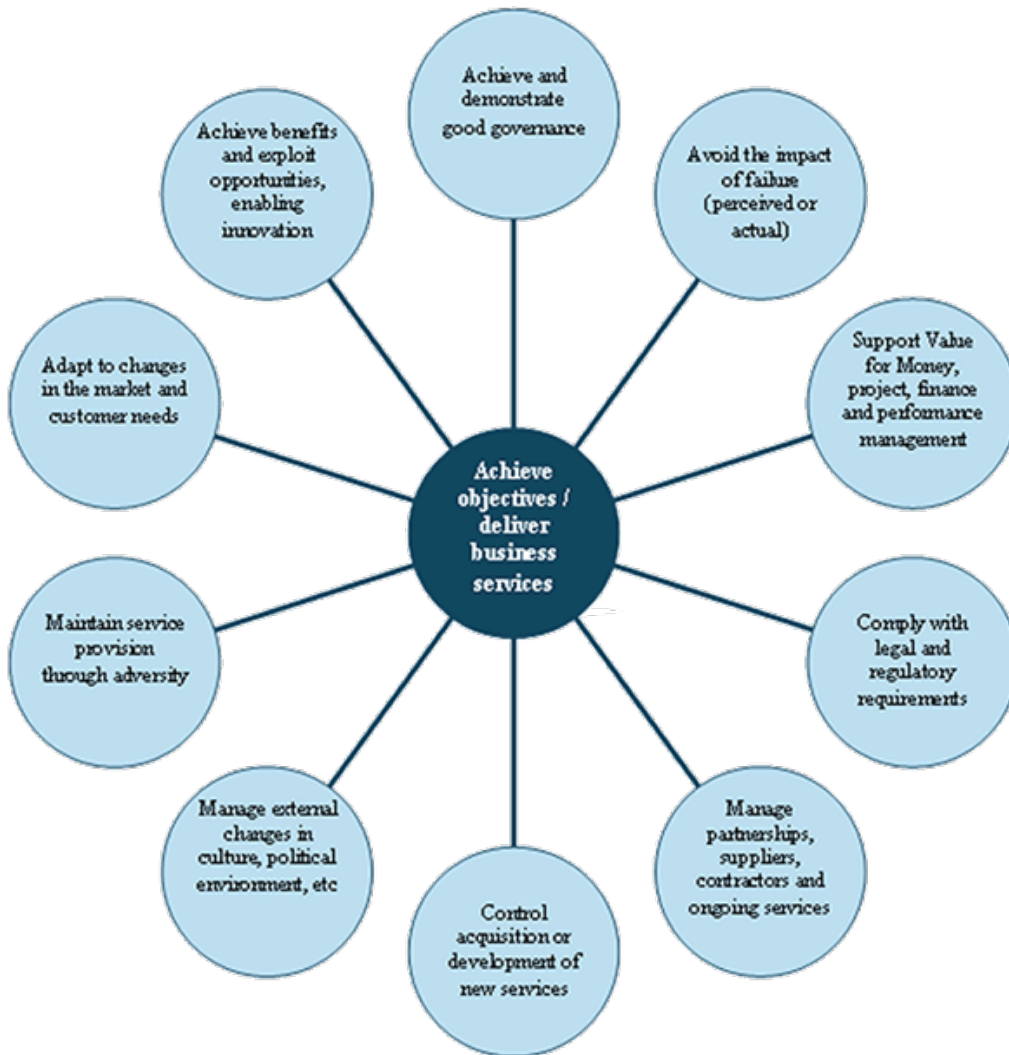 Achieve and
demonstrate
good governance
Avoid the impact
of failure
(perceived or
actual)
Support Value
for Money,
project, finance
and performance
management
Comply with
legal and
regulatory
requirements
Manage
partnerships,
suppliers,
contractors and
ongoing services
Control
acquisition or
development of
new services
Manage external
changes in
culture, political
environment, etc
Maintain service
provision
through adversity
Adapt to changes
in the market and
customer needs
Achieve benefits
and exploit
opportunities,
enabling
innovation
Achieve
objectives /
deliver
business
services